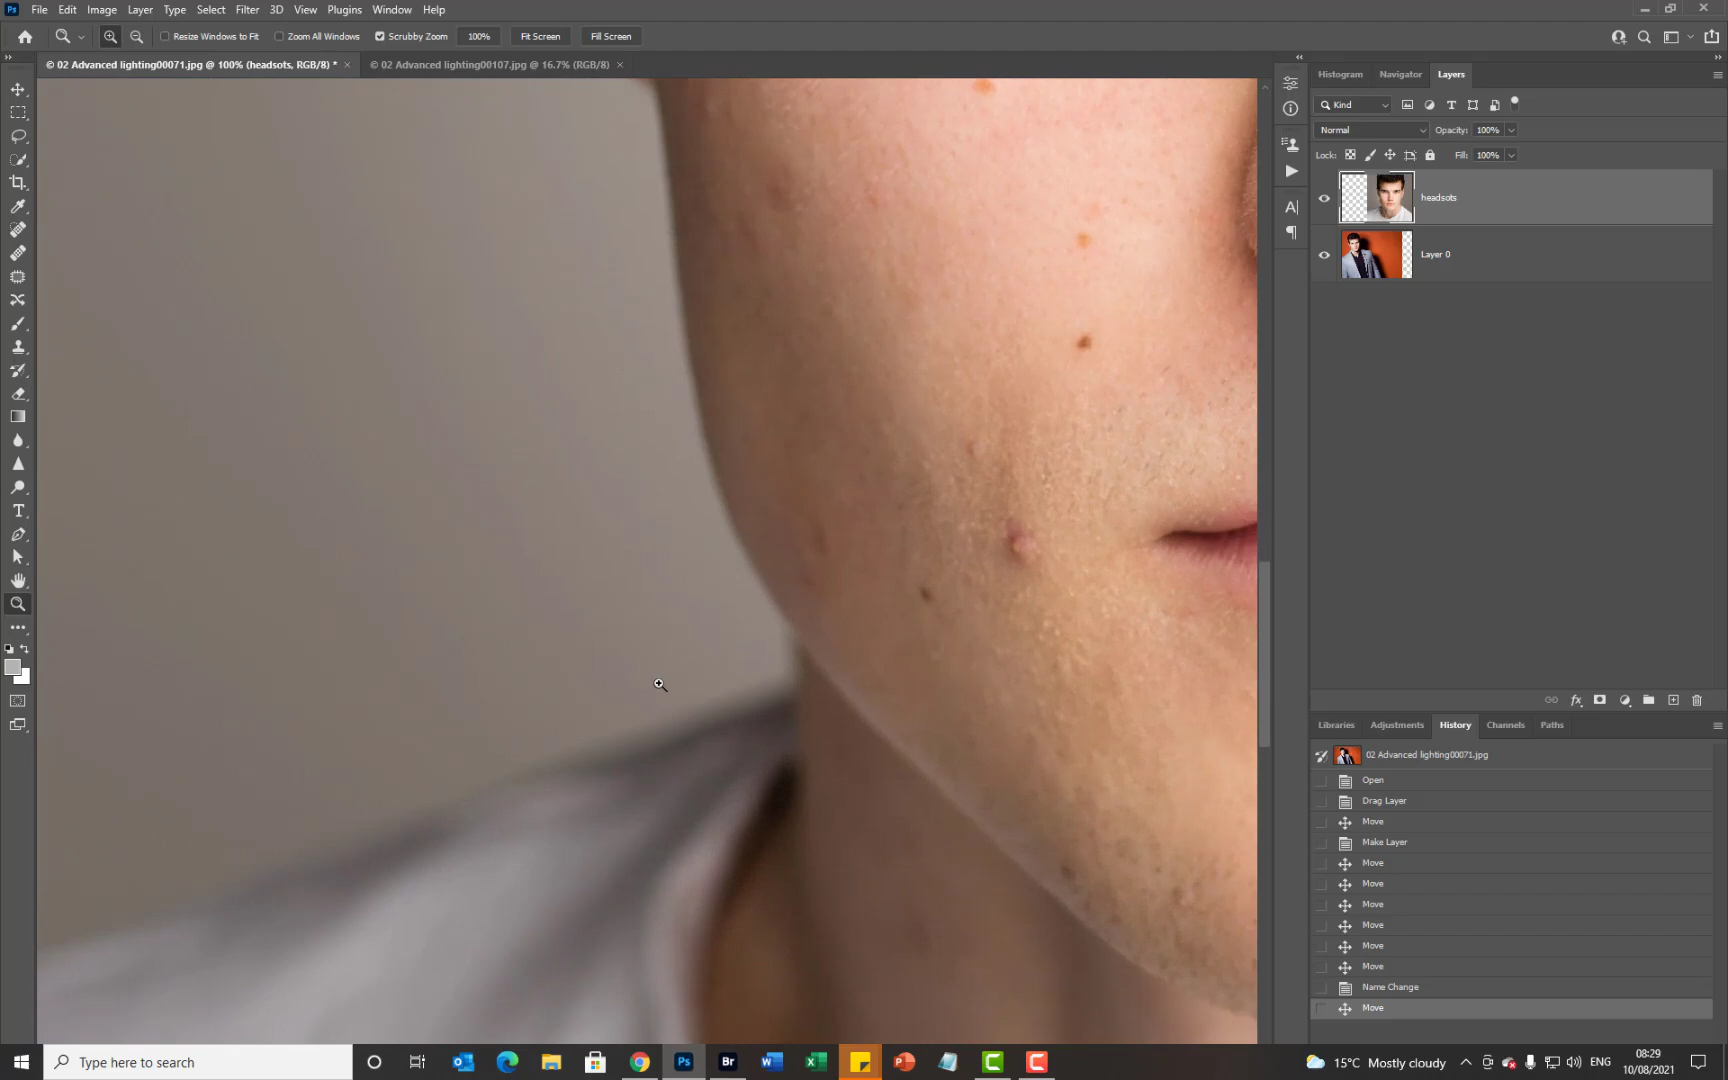 Ps File Edit Image Layer Type Select Filter 3D View Plugins Window Help
Resize Windows to Fit Zoom All Windows Scrubby Zoom 100% Fit Screen Fill Screen
© 02 Advanced lighting00071.jpg @ 100% (headsots, RGB/8) * × © 02 Advanced lighting00107.jpg @ 16.7% (RGB/8) ×
Histogram Navigator Layers
Kind
Normal Opacity: 100%
Lock: Fill: 100%
headsots
Layer 0
Libraries Adjustments History Channels Paths
02 Advanced lighting00071.jpg
Open
Drag Layer
Move
Make Layer
Move
Move
Move
Move
Move
Move
Name Change
Move
Type here to search
Ps Br
15°C Mostly cloudy ENG 08:29
10/08/2021